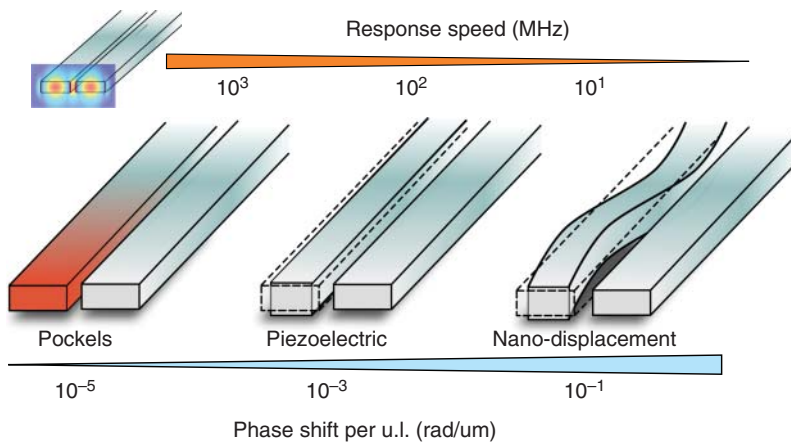 Response speed (MHz)
10³ 10² 10¹
Pockels Piezoelectric Nano-displacement
10⁻⁵ 10⁻³ 10⁻¹
Phase shift per u.l. (rad/um)